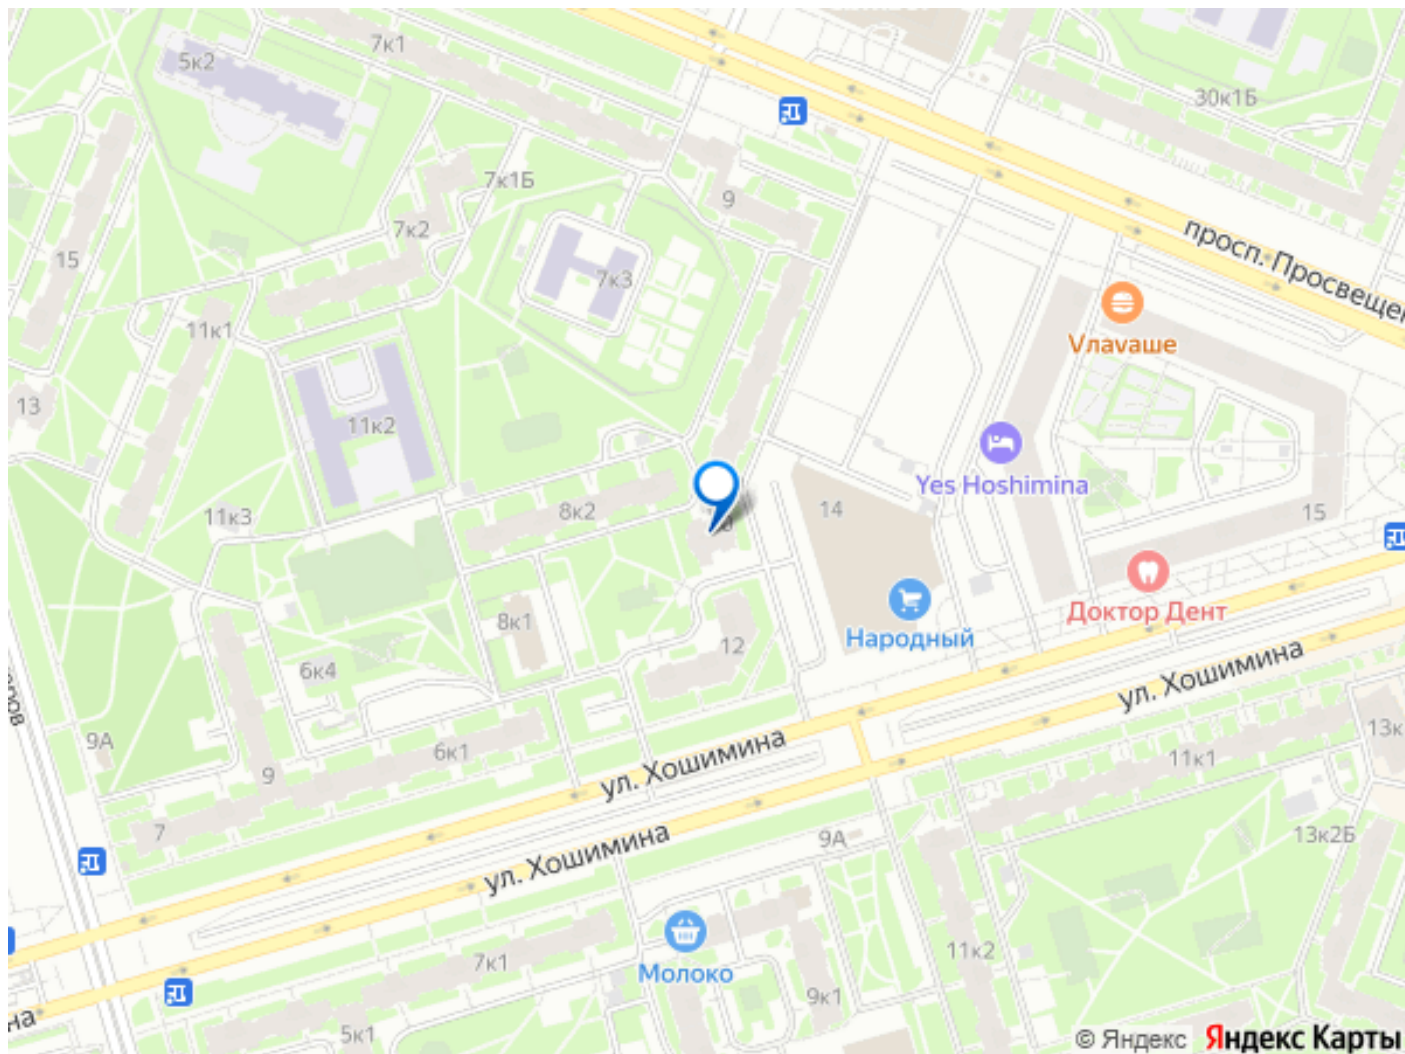 7к1
5к2
30к1Б
7к1Б
9
7к2
просп. Просвещен
15
7к3
Vлаvаше
11к1
13
11к2
Yes Hoshimina
8к2
14
15
11к3
Доктор Дент
8к1
Народный
12
6к4
ул. Хошимина
9А
6к1
13к
11к1
9
ул. Хошимина
7
9А
13к2Б
ул. Хошимина
11к2
7к1
Молоко
9к1
на
5к1
© Яндекс Яндекс Карты